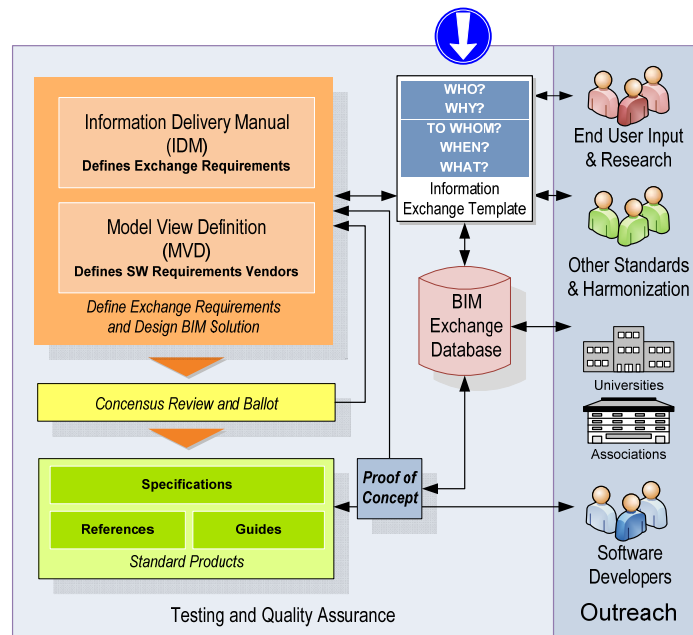 Information Delivery Manual
(IDM)
Defines Exchange Requirements
Model View Definition
(MVD)
Defines SW Requirements Vendors
Define Exchange Requirements
and Design BIM Solution
Concensus Review and Ballot
Specifications
References
Guides
Standard Products
Proof of
Concept
WHO?
WHY?
TO WHOM?
WHEN?
WHAT?
Information
Exchange Template
BIM
Exchange
Database
Testing and Quality Assurance
End User Input
& Research
Other Standards
& Harmonization
Universities
Associations
Software
Developers
Outreach